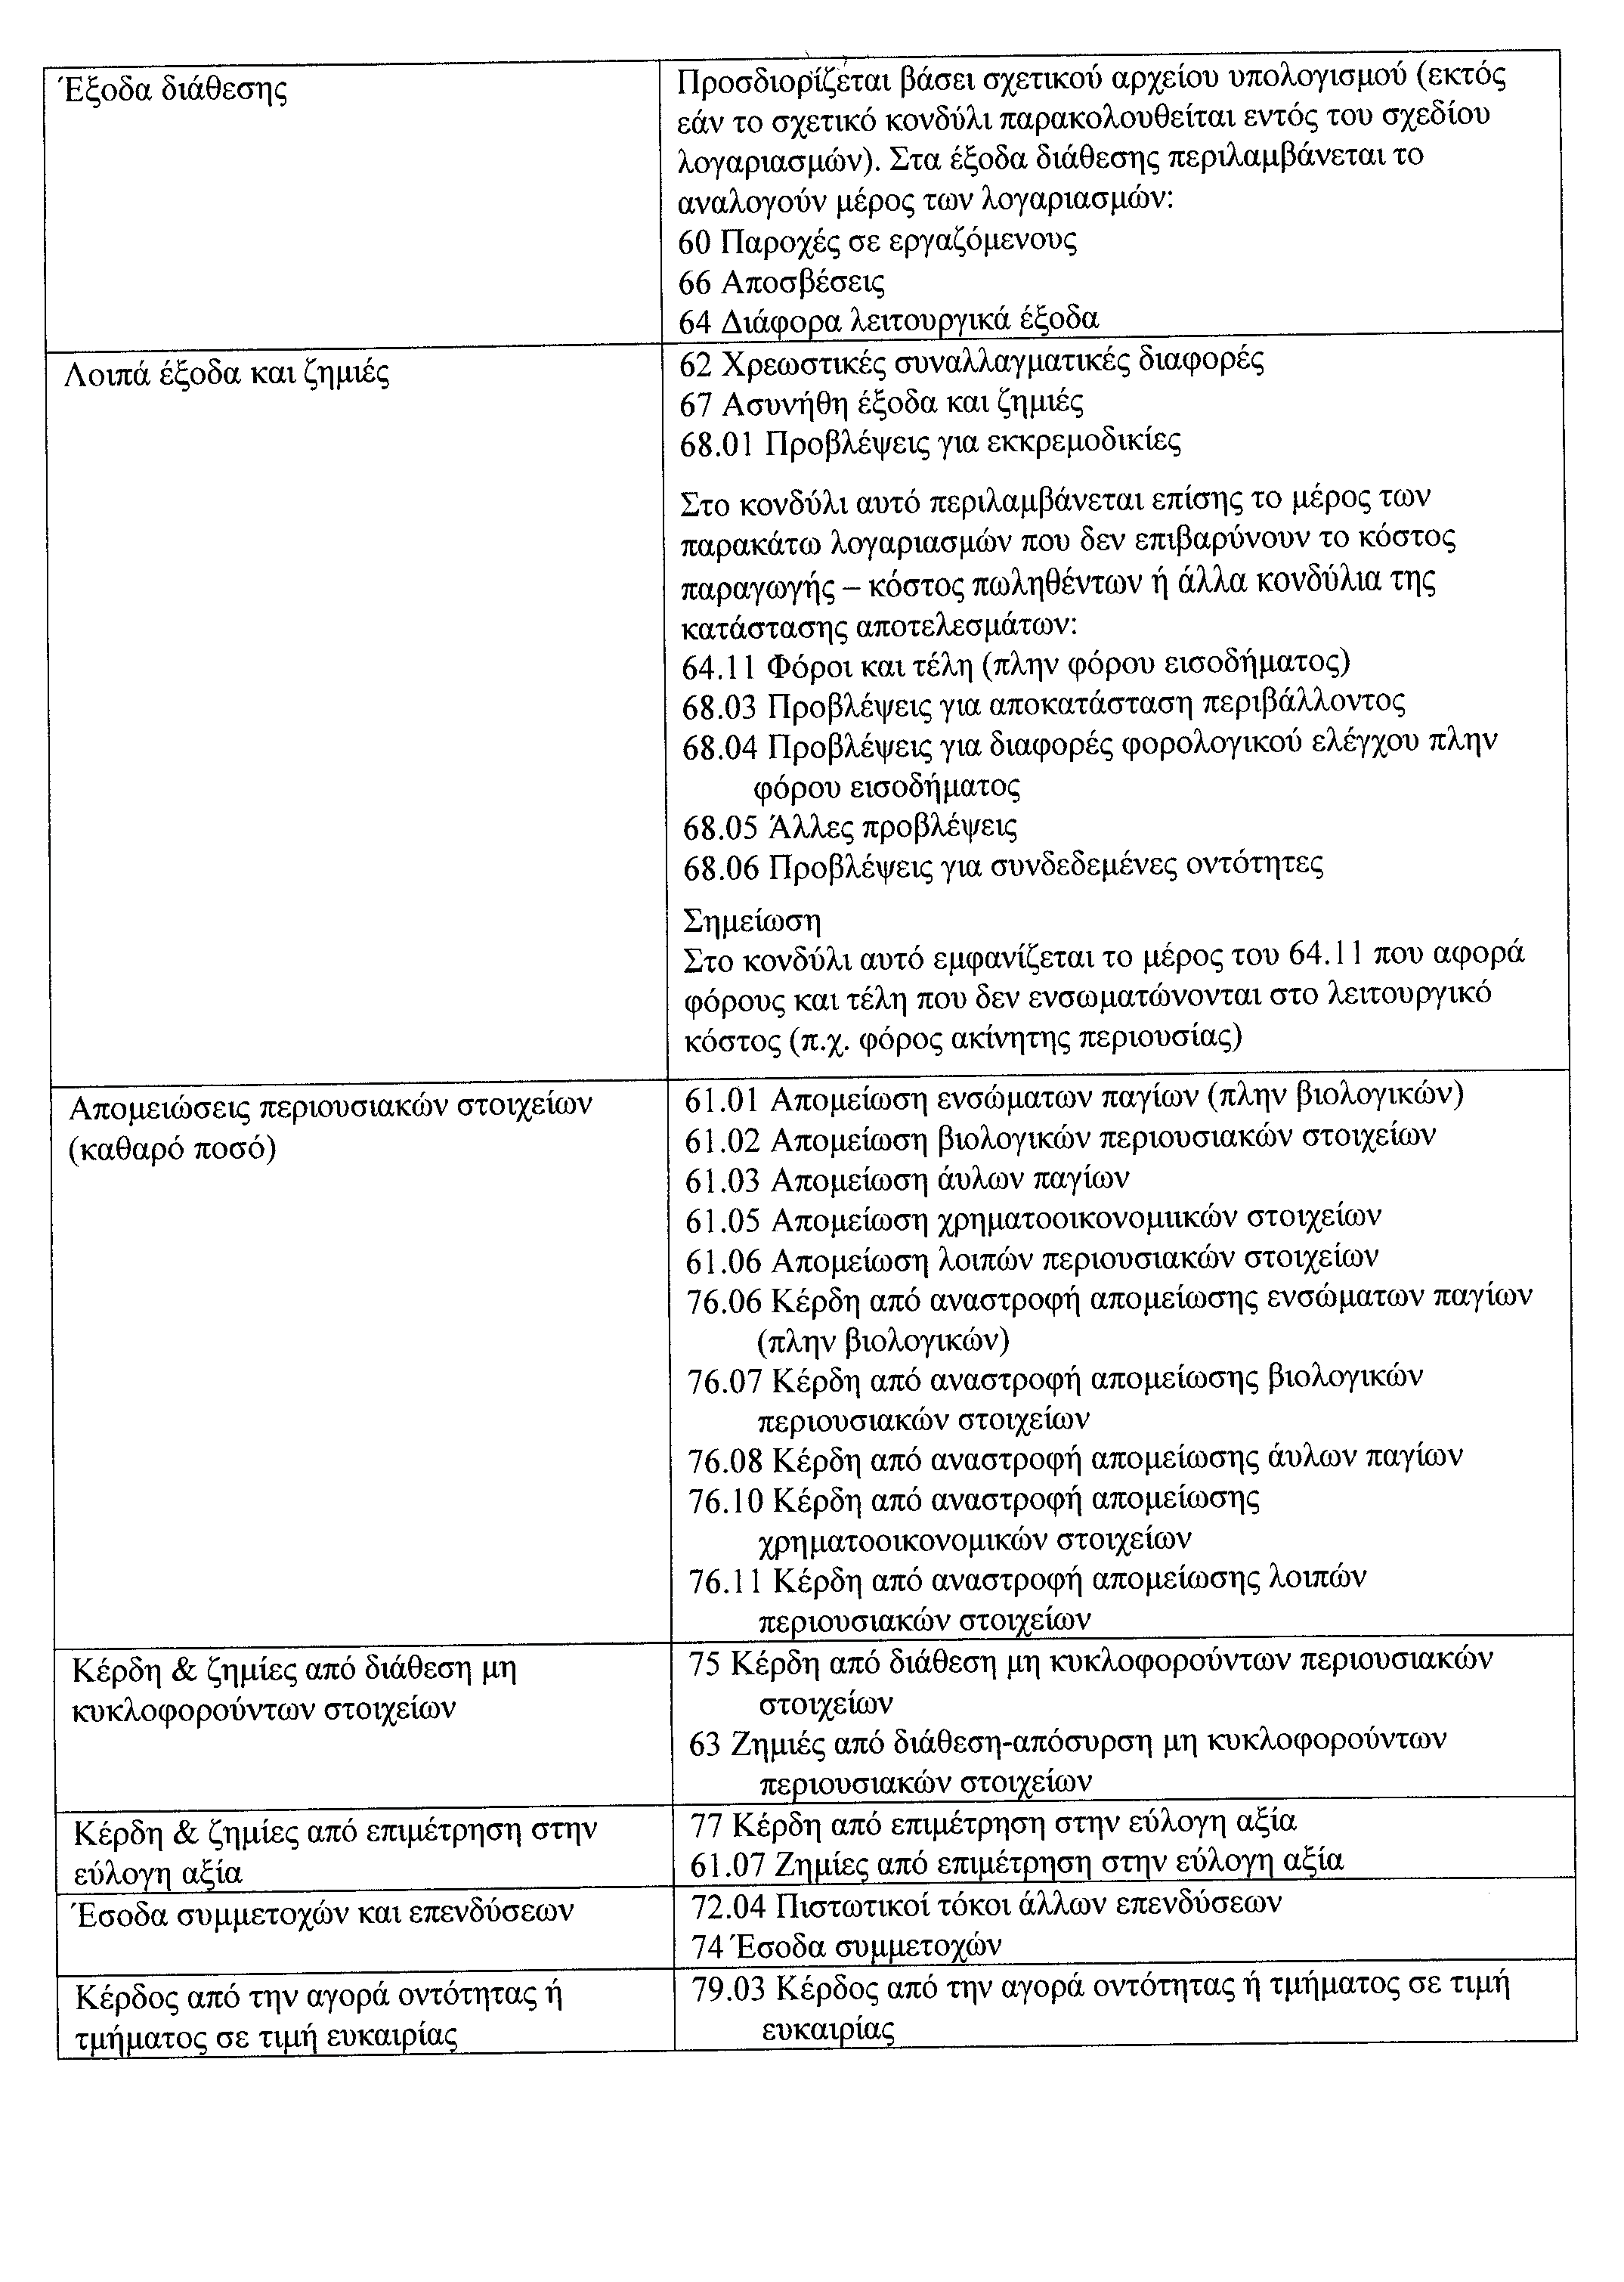 Έξοδα διάθεσης
Προσδιορίζεται βάσει σχετικού αρχείου υπολογισμού (εκτός
εάν το σχετικό κονδύλι παρακολουθείται εντός του σχεδίου
λογαριασμών). Στα έξοδα διάθεσης περιλαμβάνεται το
αναλογούν μέρος των λογαριασμών:
60 Παροχές σε εργαζόμενους
66 Αποσβέσεις
64 Διάφορα λειτουργικά έξοδα
Λοιπά έξοδα και ζημιές
62 Χρεωστικές συναλλαγματικές διαφορές
67 Ασυνήθη έξοδα και ζημιές
68.01 Προβλέψεις για εκκρεμοδικίες
Στο κονδύλι αυτό περιλαμβάνεται επίσης το μέρος των
παρακάτω λογαριασμών που δεν επιβαρύνουν το κόστος
παραγωγής – κόστος πωληθέντων ή άλλα κονδύλια της
κατάστασης αποτελεσμάτων:
64.11 Φόροι και τέλη (πλην φόρου εισοδήματος)
68.03 Προβλέψεις για αποκατάσταση περιβάλλοντος
68.04 Προβλέψεις για διαφορές φορολογικού ελέγχου πλην
φόρου εισοδήματος
68.05 Άλλες προβλέψεις
68.06 Προβλέψεις για συνδεδεμένες οντότητες
Σημείωση
Στο κονδύλι αυτό εμφανίζεται το μέρος του 64.11 που αφορά
φόρους και τέλη που δεν ενσωματώνονται στο λειτουργικό
κόστος (π.χ. φόρος ακίνητης περιουσίας)
Απομειώσεις περιουσιακών στοιχείων
(καθαρό ποσό)
61.01 Απομείωση ενσώματων παγίων (πλην βιολογικών)
61.02 Απομείωση βιολογικών περιουσιακών στοιχείων
61.03 Απομείωση άυλων παγίων
61.05 Απομείωση χρηματοοικονομιικών στοιχείων
61.06 Απομείωση λοιπών περιουσιακών στοιχείων
76.06 Κέρδη από αναστροφή απομείωσης ενσώματων παγίων
(πλην βιολογικών)
76.07 Κέρδη από αναστροφή απομείωσης βιολογικών
περιουσιακών στοιχείων
76.08 Κέρδη από αναστροφή απομείωσης άυλων παγίων
76.10 Κέρδη από αναστροφή απομείωσης
χρηματοοικονομικών στοιχείων
76.11 Κέρδη από αναστροφή απομείωσης λοιπών
περιουσιακών στοιχείων
Κέρδη & ζημίες από διάθεση μη
κυκλοφορούντων στοιχείων
75 Κέρδη από διάθεση μη κυκλοφορούντων περιουσιακών
στοιχείων
63 Ζημιές από διάθεση-απόσυρση μη κυκλοφορούντων
περιουσιακών στοιχείων
Κέρδη & ζημίες από επιμέτρηση στην
εύλογη αξία
77 Κέρδη από επιμέτρηση στην εύλογη αξία
61.07 Ζημίες από επιμέτρηση στην εύλογη αξία
Έσοδα συμμετοχών και επενδύσεων
72.04 Πιστωτικοί τόκοι άλλων επενδύσεων
74 Έσοδα συμμετοχών
Κέρδος από την αγορά οντότητας ή
τμήματος σε τιμή ευκαιρίας
79.03 Κέρδος από την αγορά οντότητας ή τμήματος σε τιμή
ευκαιρίας